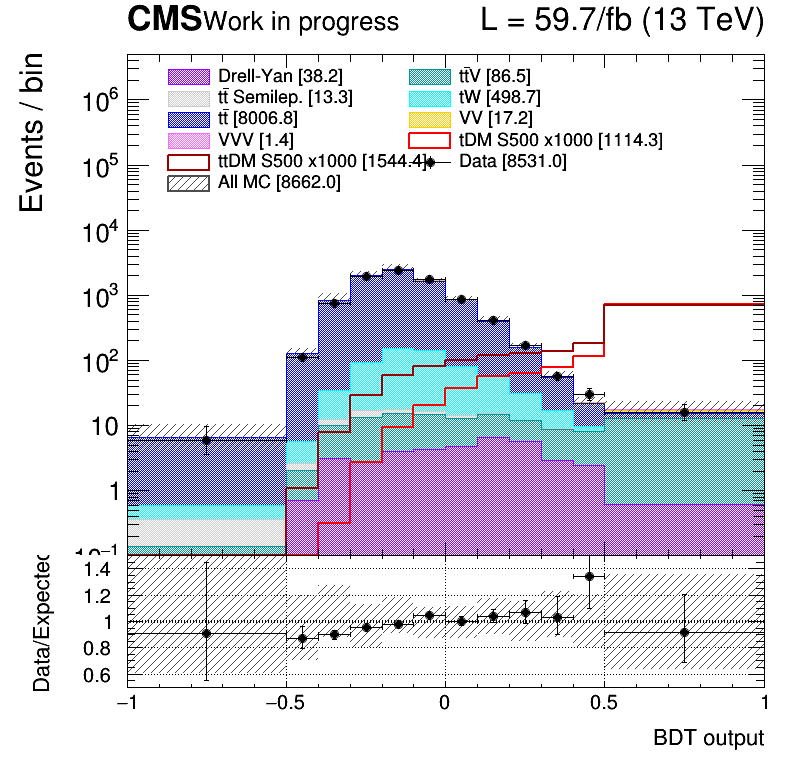 CMS Work in progress L = 59.7/fb (13 TeV)
Events / bin
Drell-Yan [38.2] tt̄V [86.5]
tt̄ Semilep. [13.3] tW [498.7]
tt̄ [8006.8] VV [17.2]
VVV [1.4] tDM S500 x1000 [1114.3]
ttDM S500 x1000 [1544.4] Data [8531.0]
All MC [8662.0]
10⁶
10⁵
10⁴
10³
10²
10
1
10⁻¹
Data/Expected
1.4
1.2
1
0.8
0.6
−1 −0.5 0 0.5 1
BDT output